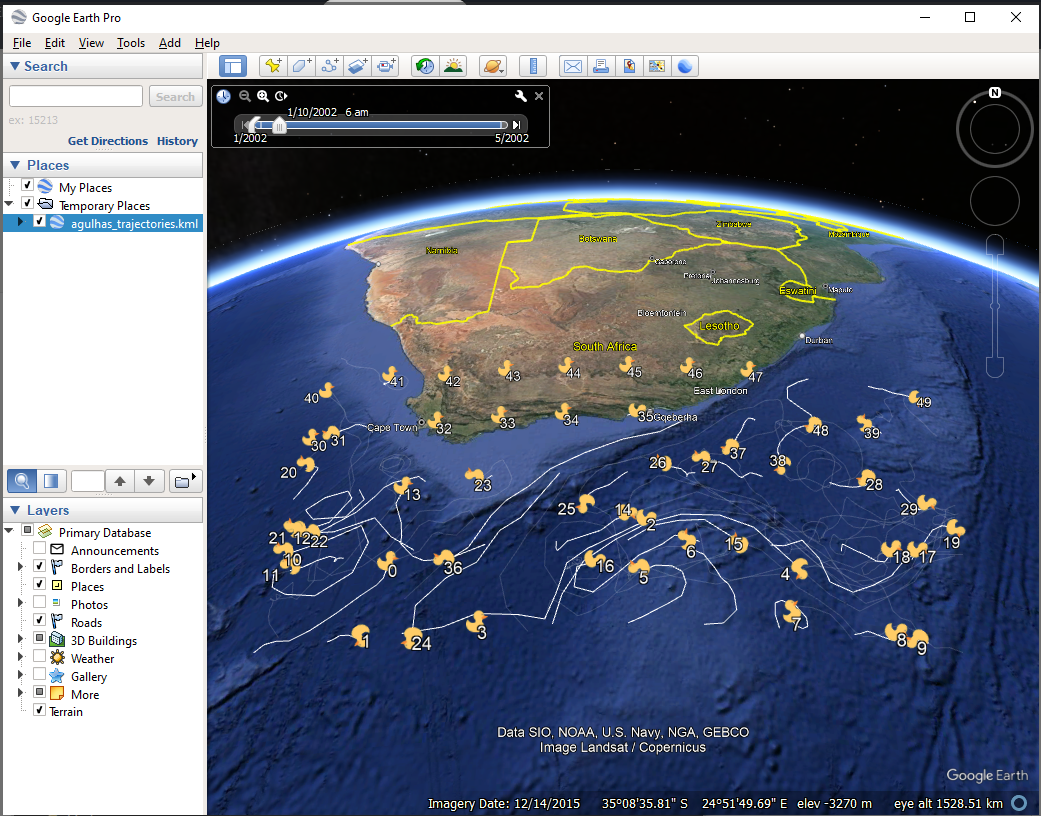 Google Earth Pro
File Edit View Tools Add Help
Search
Search
ex: 15213
Get Directions History
Places
My Places
Temporary Places
agulhas_trajectories.kml
Layers
Primary Database
Announcements
Borders and Labels
Places
Photos
Roads
3D Buildings
Weather
Gallery
More
Terrain
1/10/2002 6 am
1/2002 5/2002
N
Namibia
Botswana
Zimbabwe
Mozambique
Gaborone
Pretoria
Johannesburg
Eswatini
Maputo
Bloemfontein
Lesotho
South Africa
Durban
East London
Gqeberha
Cape Town
40 41 42 43 44 45 46 47
49
30 31 32 33 34 35
48 39
20 13 23 26 27 37 38 28
25 14 2 29
21 12 22 6 15 19
10 11 0 36 16 5 4 18 17
1 24 3 7 8 9
Data SIO, NOAA, U.S. Navy, NGA, GEBCO
Image Landsat / Copernicus
Google Earth
Imagery Date: 12/14/2015 35°08'35.81" S 24°51'49.69" E elev -3270 m eye alt 1528.51 km